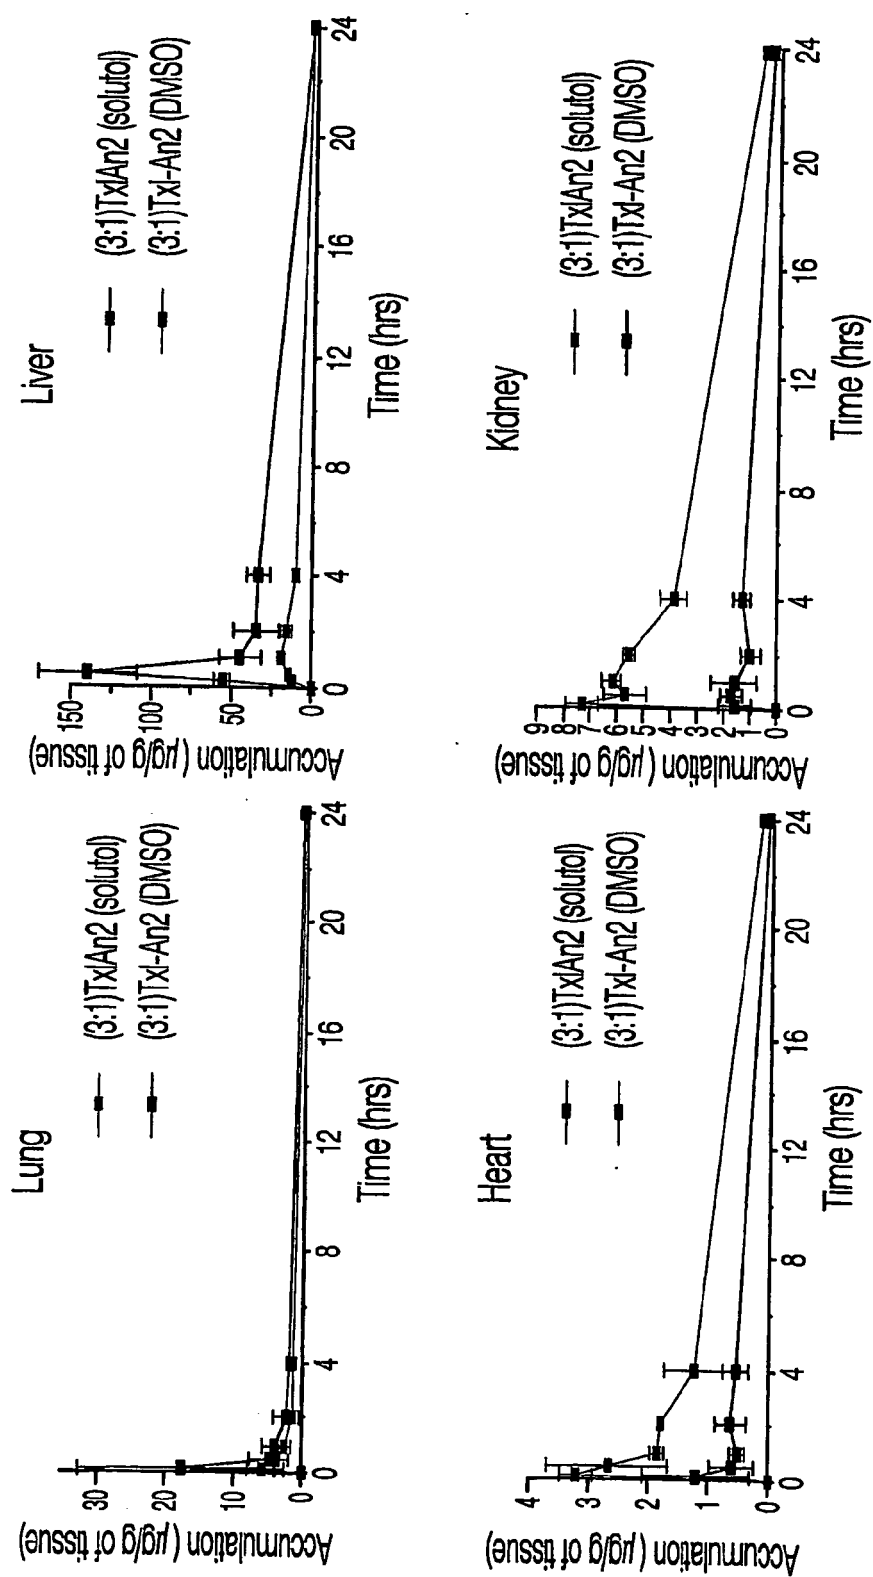 Lung
(3:1)TxlAn2 (solutol)
(3:1)Txl-An2 (DMSO)
Accumulation ( µg/g of tissue)
30
20
10
0
0
4
8
12
16
20
24
Time (hrs)
Liver
(3:1)TxlAn2 (solutol)
(3:1)Txl-An2 (DMSO)
Accumulation ( µg/g of tissue)
150
100
50
0
0
4
8
12
16
20
24
Time (hrs)
Heart
(3:1)TxlAn2 (solutol)
(3:1)Txl-An2 (DMSO)
Accumulation ( µg/g of tissue)
4
3
2
1
0
0
4
8
12
16
20
24
Time (hrs)
Kidney
(3:1)TxlAn2 (solutol)
(3:1)Txl-An2 (DMSO)
Accumulation ( µg/g of tissue)
9
8
7
6
5
4
3
2
1
0
0
4
8
12
16
20
24
Time (hrs)